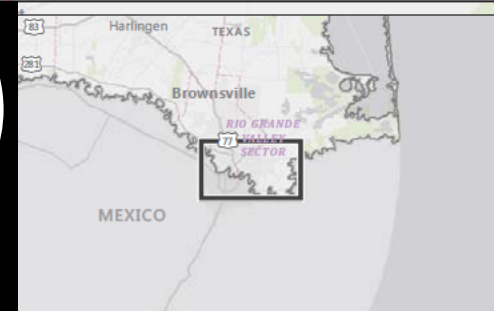 83
Harlingen
TEXAS
281
Brownsville
RIO GRANDE
VALLEY
77
SECTOR
MEXICO